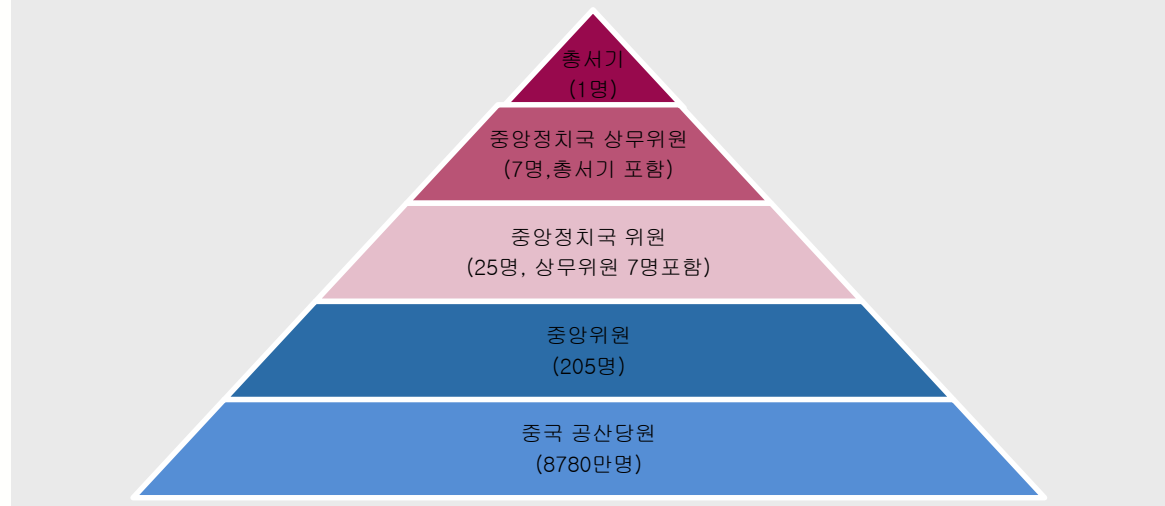 총서기
(1명)
중앙정치국 상무위원
(7명,총서기 포함)
중앙정치국 위원
(25명, 상무위원 7명포함)
중앙위원
(205명)
중국 공산당원
(8780만명)